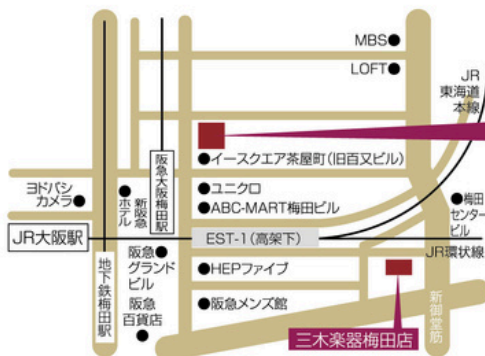 MBS
LOFT
JR
東海道
本線
阪急大阪梅田駅
イースクエア茶屋町(旧百又ビル)
ヨドバシ
カメラ
新阪急
ホテル
ユニクロ
ABC-MART梅田ビル
梅田
センター
ビル
JR大阪駅
EST-1(高架下)
JR環状線
地下鉄梅田駅
阪急
グランド
ビル
HEPファイブ
阪急
百貨店
阪急メンズ館
新御堂筋
三木楽器梅田店